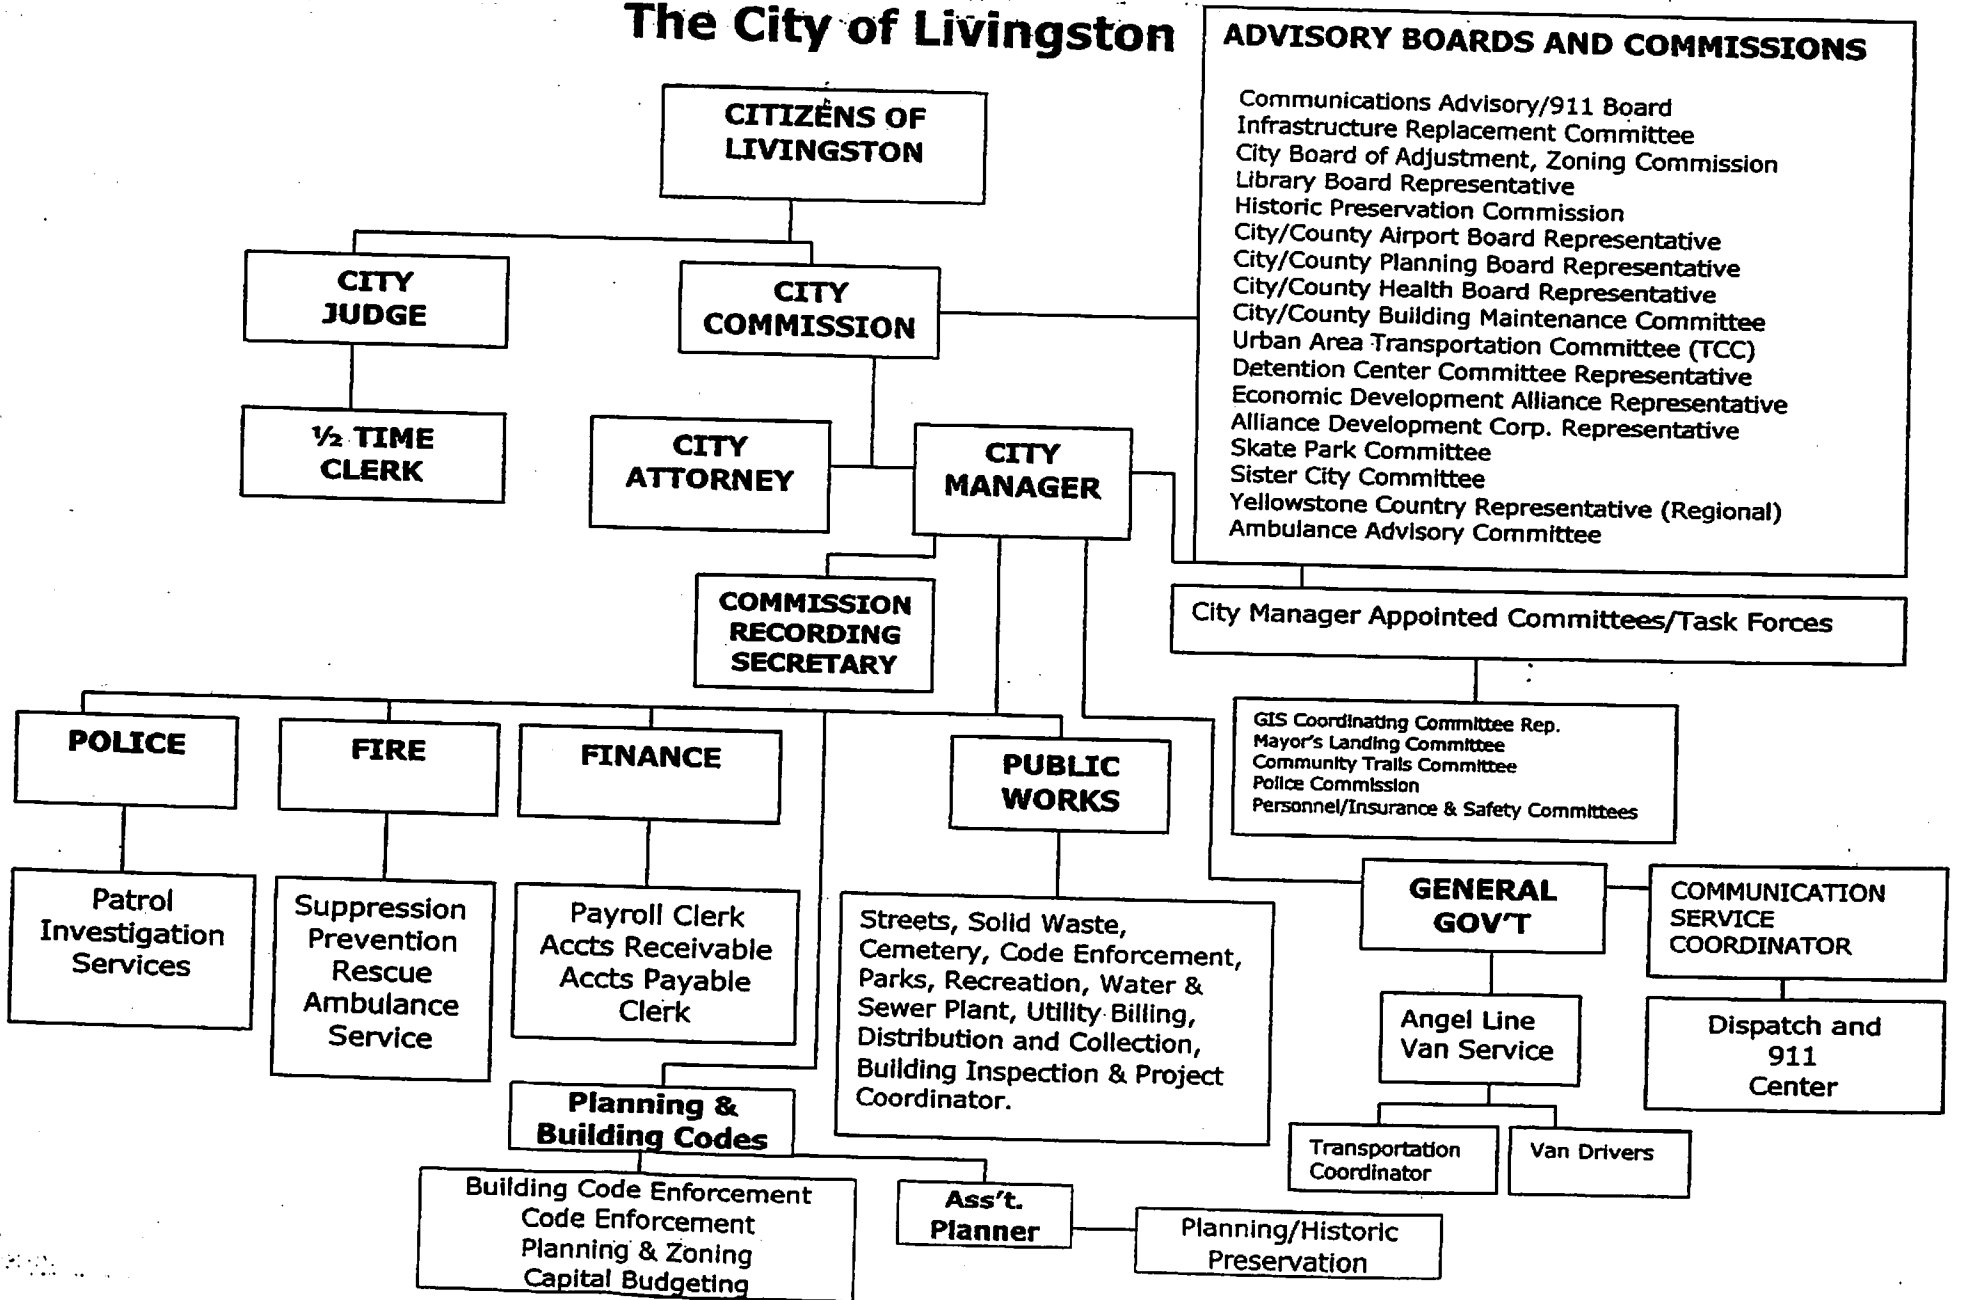 The City of Livingston
ADVISORY BOARDS AND COMMISSIONS
Communications Advisory/911 Board
Infrastructure Replacement Committee
City Board of Adjustment, Zoning Commission
Library Board Representative
Historic Preservation Commission
City/County Airport Board Representative
City/County Planning Board Representative
City/County Health Board Representative
City/County Building Maintenance Committee
Urban Area Transportation Committee (TCC)
Detention Center Committee Representative
Economic Development Alliance Representative
Alliance Development Corp. Representative
Skate Park Committee
Sister City Committee
Yellowstone Country Representative (Regional)
Ambulance Advisory Committee
CITIZENS OF
LIVINGSTON
CITY
JUDGE
CITY
COMMISSION
½ TIME
CLERK
CITY
ATTORNEY
CITY
MANAGER
COMMISSION
RECORDING
SECRETARY
City Manager Appointed Committees/Task Forces
GIS Coordinating Committee Rep.
Mayor's Landing Committee
Community Trails Committee
Police Commission
Personnel/Insurance & Safety Committees
POLICE
FIRE
FINANCE
PUBLIC
WORKS
Patrol
Investigation
Services
Suppression
Prevention
Rescue
Ambulance
Service
Payroll Clerk
Accts Receivable
Accts Payable
Clerk
Streets, Solid Waste,
Cemetery, Code Enforcement,
Parks, Recreation, Water &
Sewer Plant, Utility Billing,
Distribution and Collection,
Building Inspection & Project
Coordinator.
GENERAL
GOV'T
COMMUNICATION
SERVICE
COORDINATOR
Angel Line
Van Service
Dispatch and
911
Center
Transportation
Coordinator
Van Drivers
Planning &
Building Codes
Building Code Enforcement
Code Enforcement
Planning & Zoning
Capital Budgeting
Ass't.
Planner
Planning/Historic
Preservation